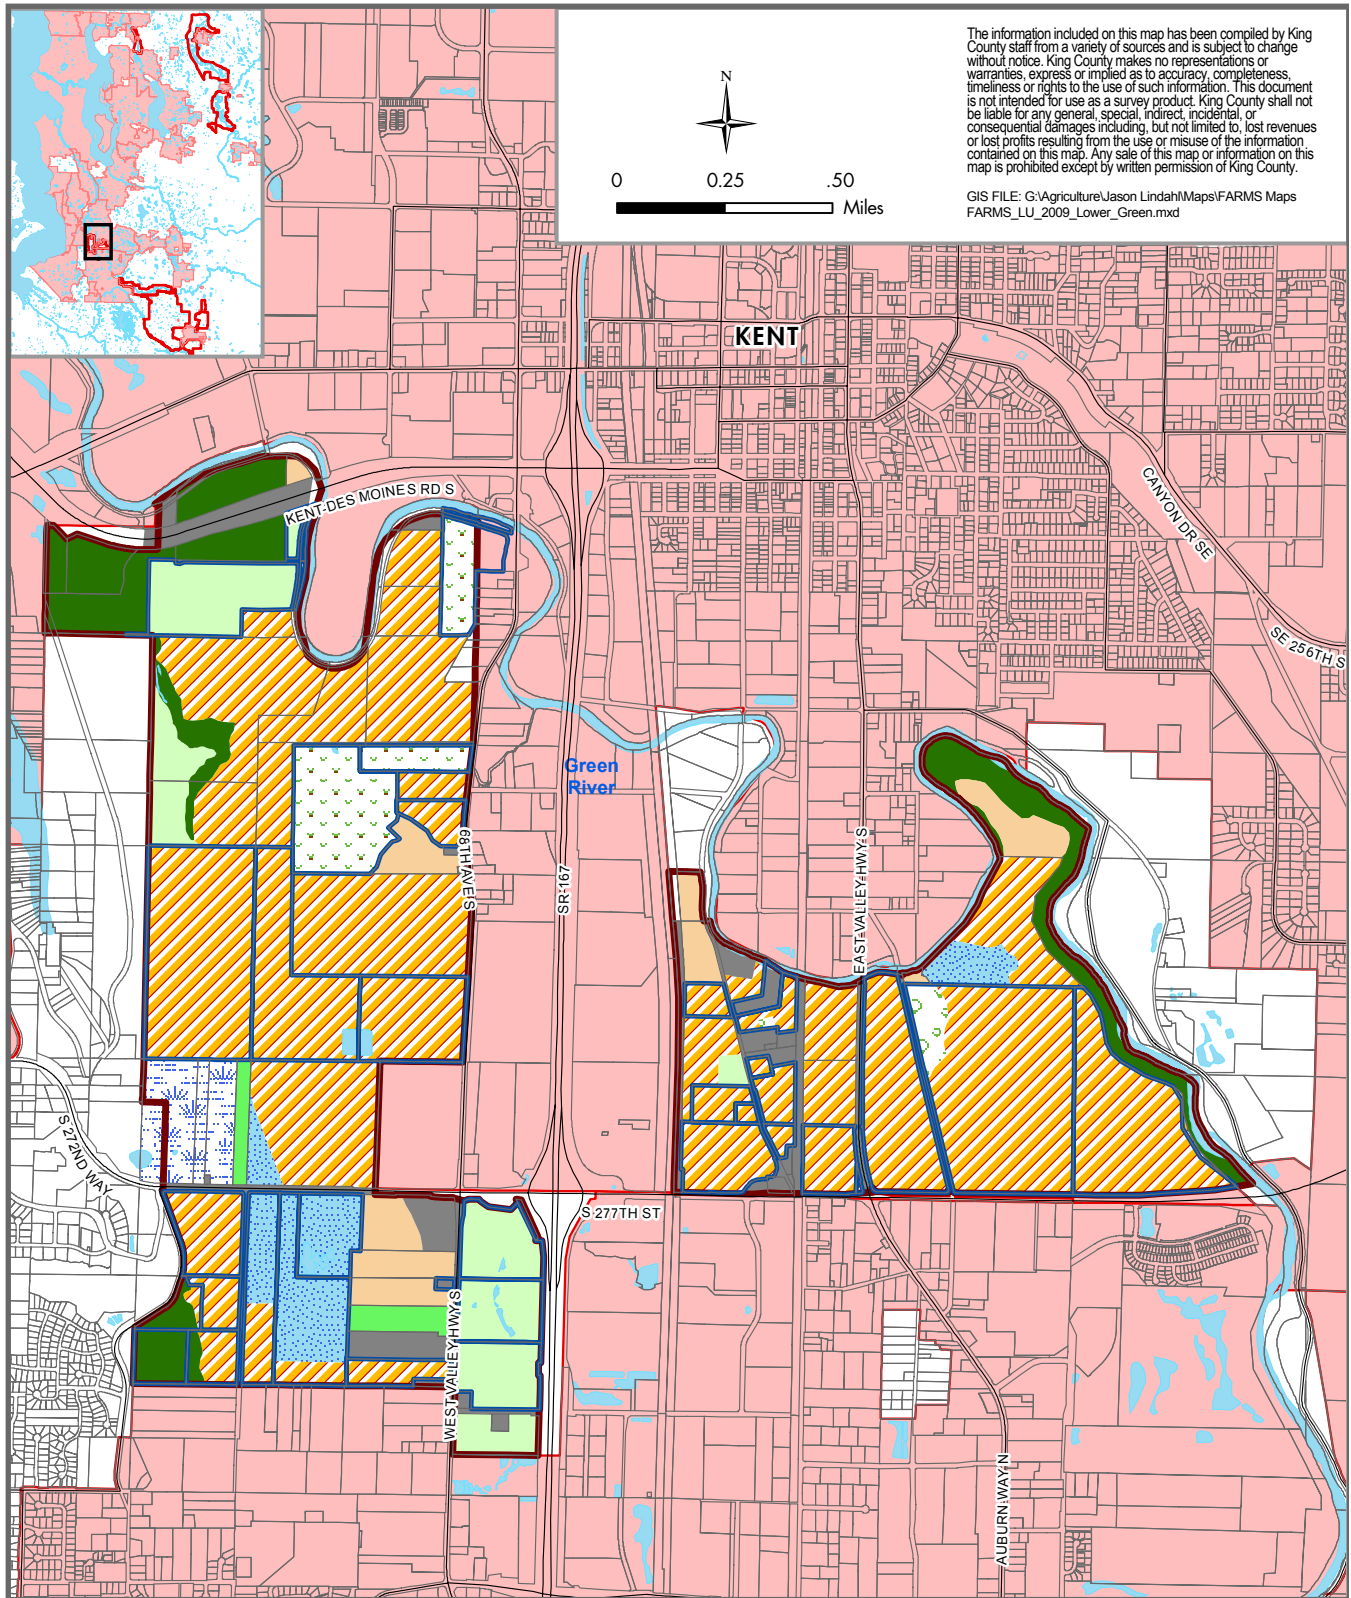 The information included on this map has been compiled by King
County staff from a variety of sources and is subject to change
without notice. King County makes no representations or
warranties, express or implied as to accuracy, completeness,
timeliness or rights to the use of such information. This document
is not intended for use as a survey product. King County shall not
be liable for any general, special, indirect, incidental, or
consequential damages including, but not limited to, lost revenues
or lost profits resulting from the use or misuse of the information
contained on this map. Any sale of this map or information on this
map is prohibited except by written permission of King County.
GIS FILE: G:\Agriculture\Jason Lindahl\Maps\FARMS Maps
FARMS_LU_2009_Lower_Green.mxd
N
0 0.25 .50
Miles
KENT
KENT-DES MOINES RD S
CANYON DR SE
SE 256TH S
Green
River
68TH AVE S
SR 167
EAST VALLEY HWY S
S 272ND WAY
S 277TH ST
WEST VALLEY HWY S
AUBURN WAY N